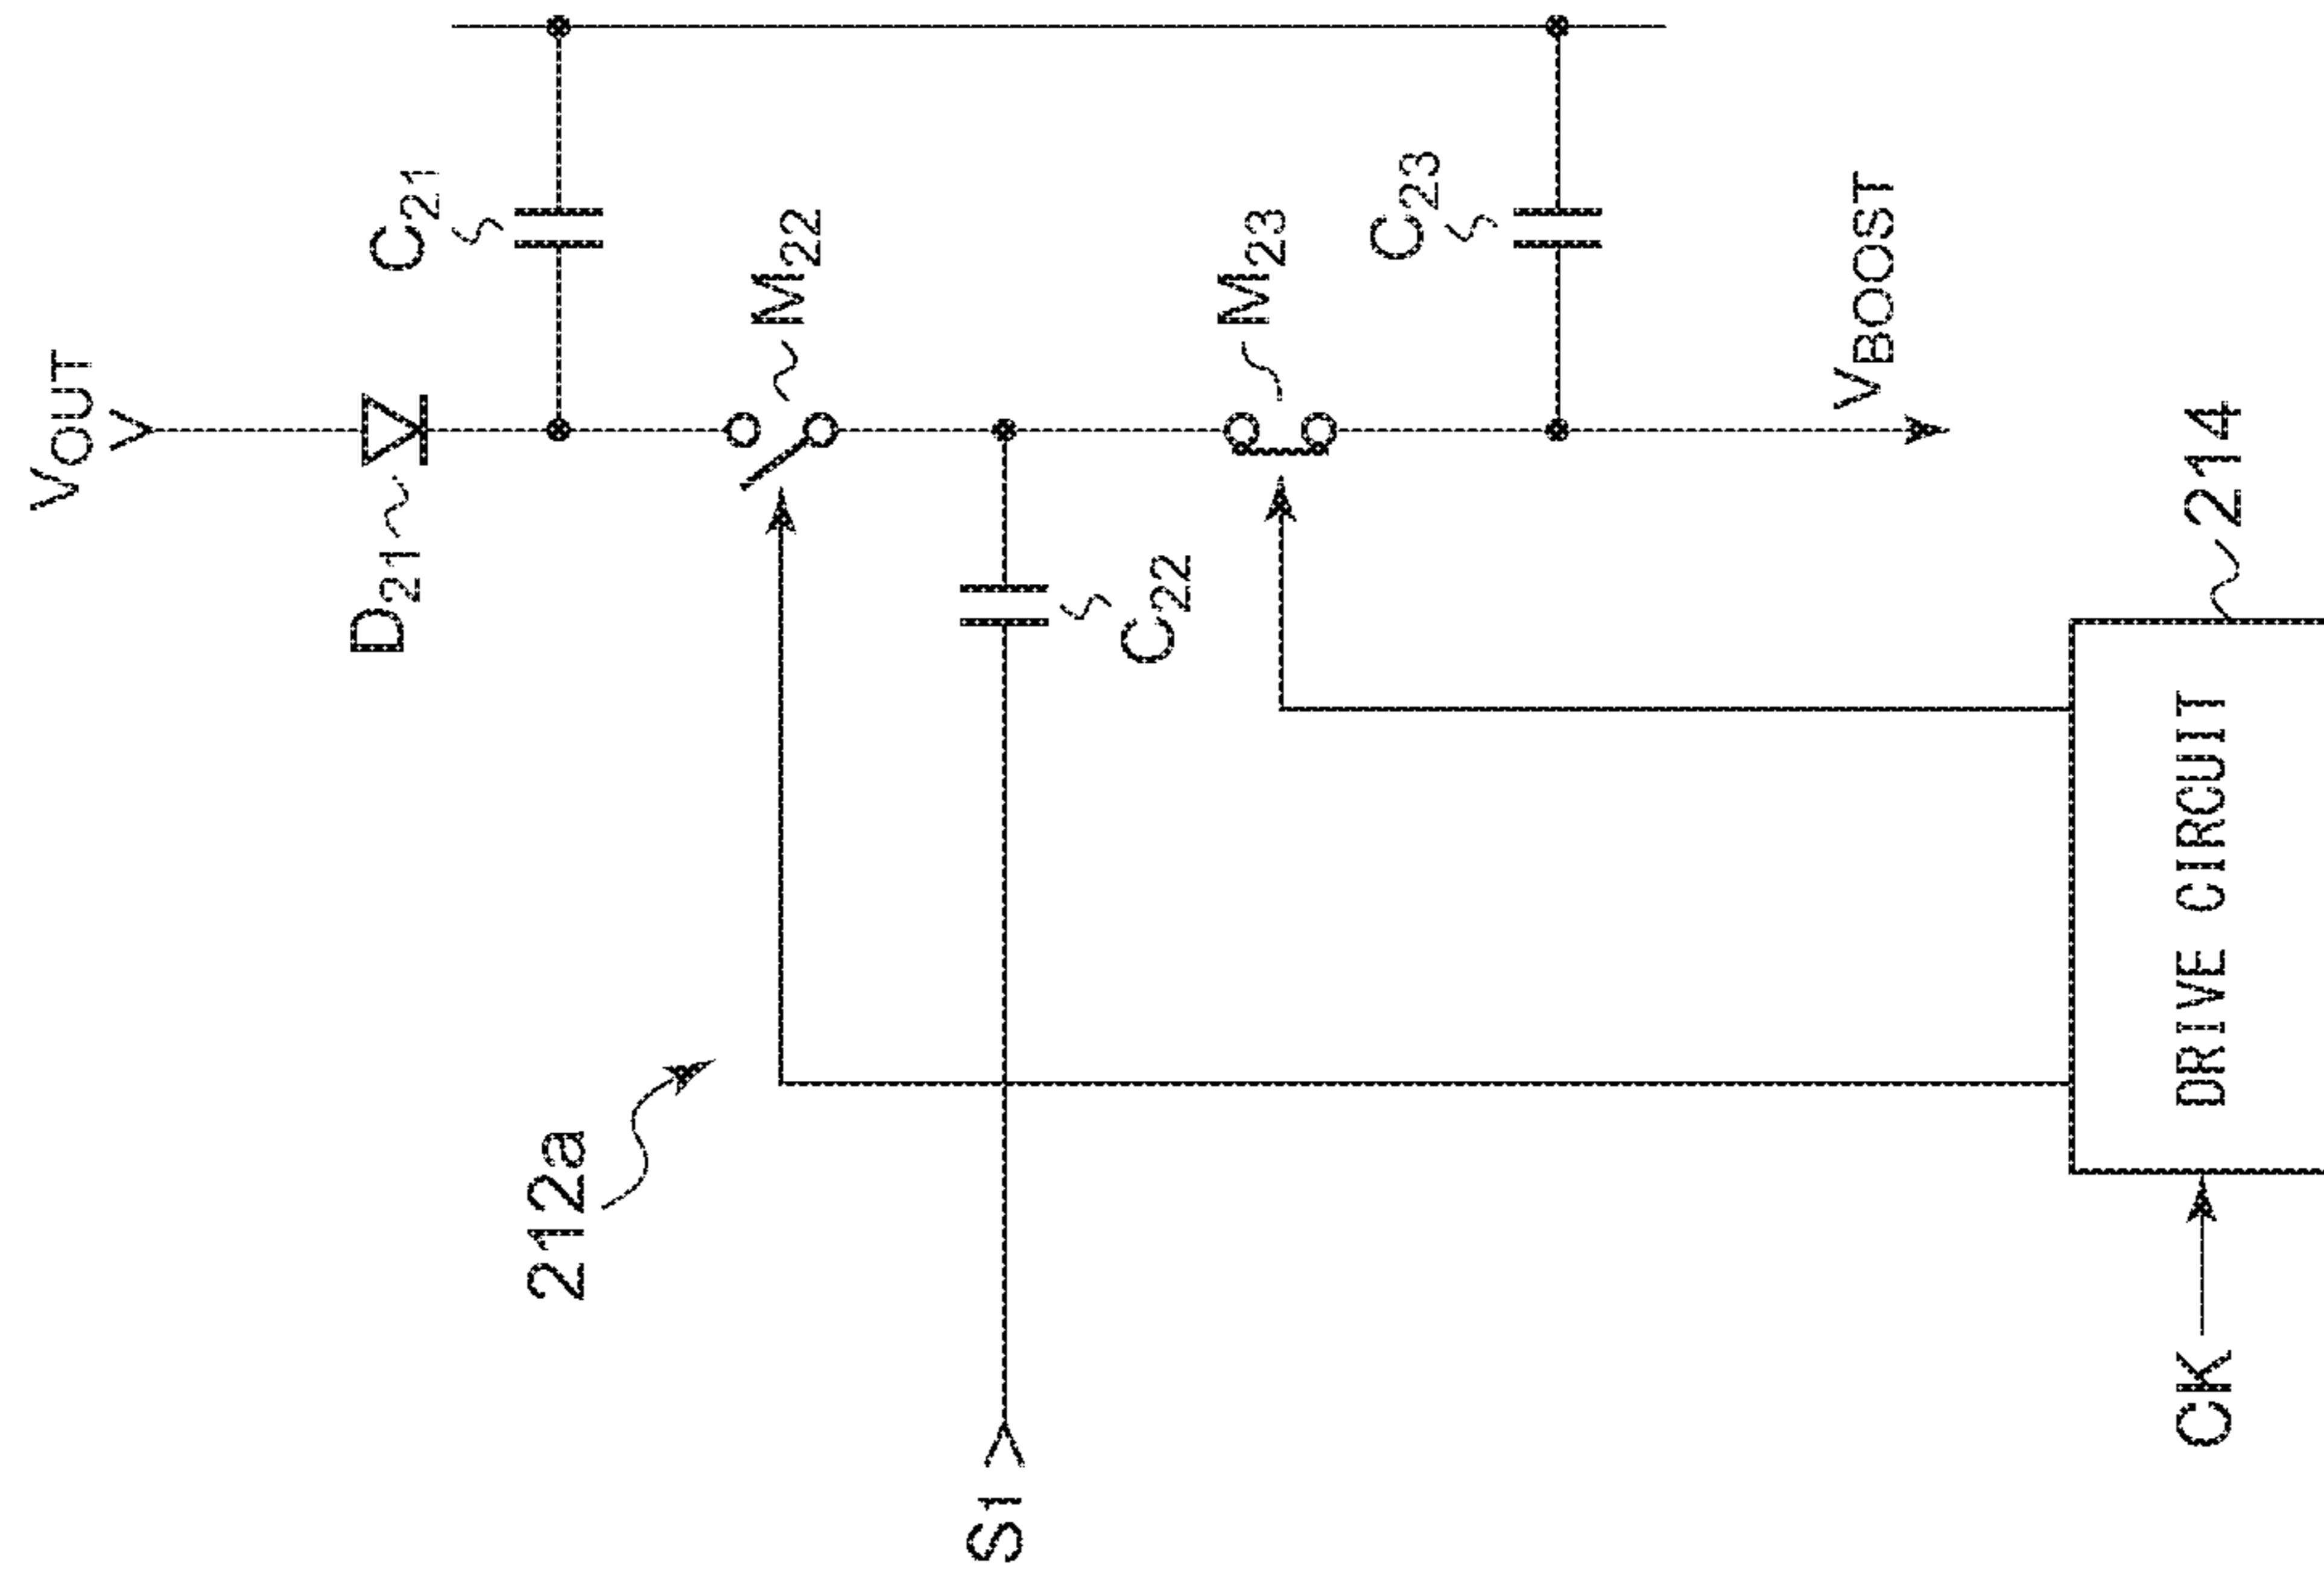 VOUT
D21
C21
M22
212a
C22
S1
M23
C23
VBOOST
DRIVE CIRCUIT
214
CK